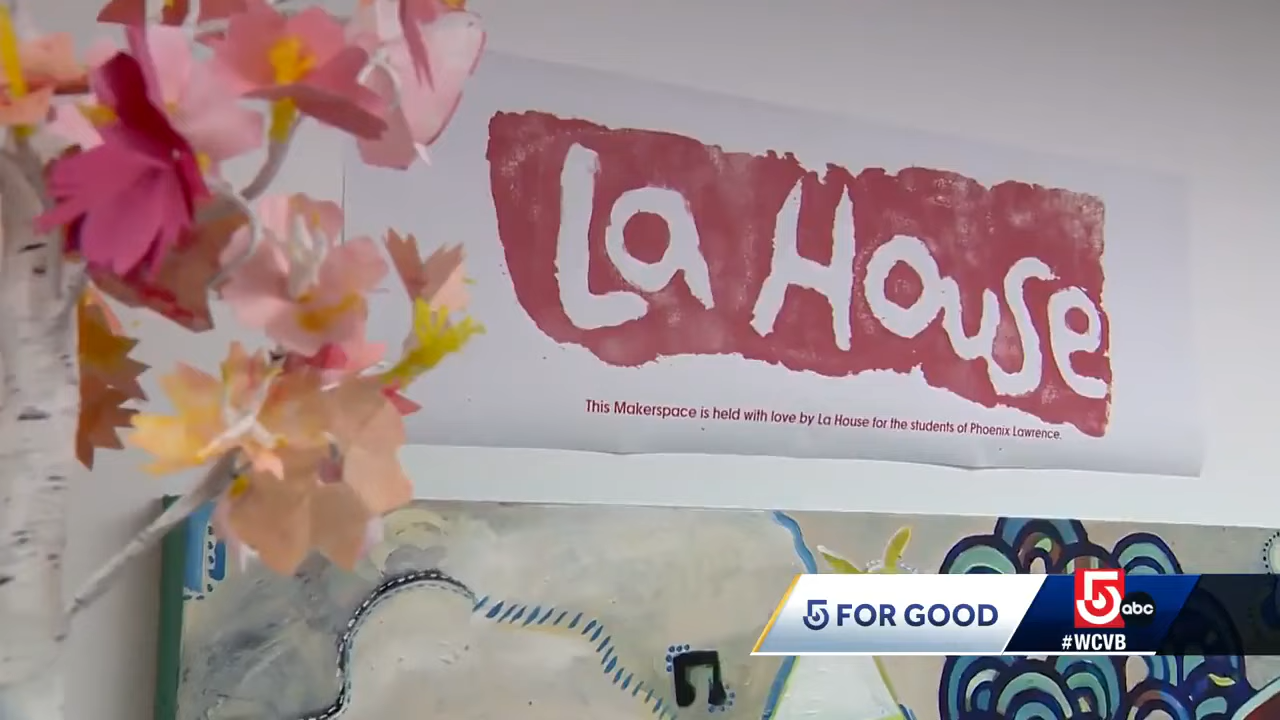 La House
This Makerspace is held with love by La House for the students of Phoenix Lawrence.
5 FOR GOOD
5 abc
#WCVB